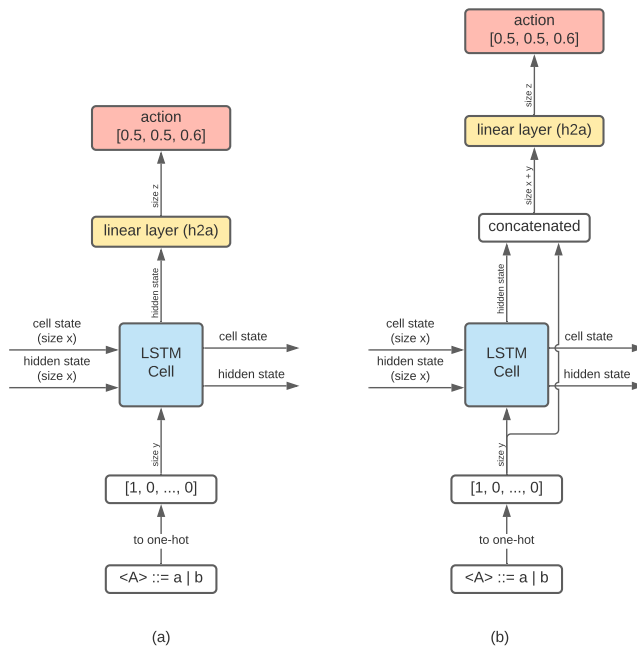 action
[0.5, 0.5, 0.6]
size z
linear layer (h2a)
hidden state
cell state
(size x)
hidden state
(size x)
LSTM
Cell
cell state
hidden state
size y
[1, 0, ..., 0]
to one-hot
<A> ::= a | b
(a)
action
[0.5, 0.5, 0.6]
size z
linear layer (h2a)
size x + y
concatenated
hidden state
cell state
(size x)
hidden state
(size x)
LSTM
Cell
cell state
hidden state
size y
[1, 0, ..., 0]
to one-hot
<A> ::= a | b
(b)